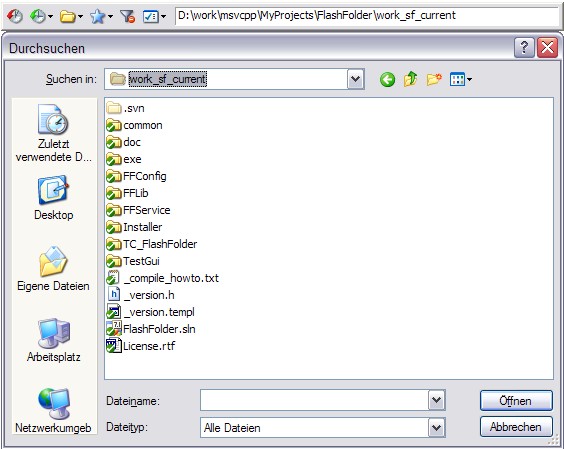 D:\work\msvcpp\MyProjects\FlashFolder\work_sf_current
Durchsuchen
Suchen in:
work_sf_current
Zuletzt
verwendete D...
Desktop
Eigene Dateien
Arbeitsplatz
Netzwerkumgeb
.svn
common
doc
exe
FFConfig
FFLib
FFService
Installer
TC_FlashFolder
TestGui
_compile_howto.txt
_version.h
_version.templ
FlashFolder.sln
License.rtf
Dateiname:
Öffnen
Dateityp:
Alle Dateien
Abbrechen